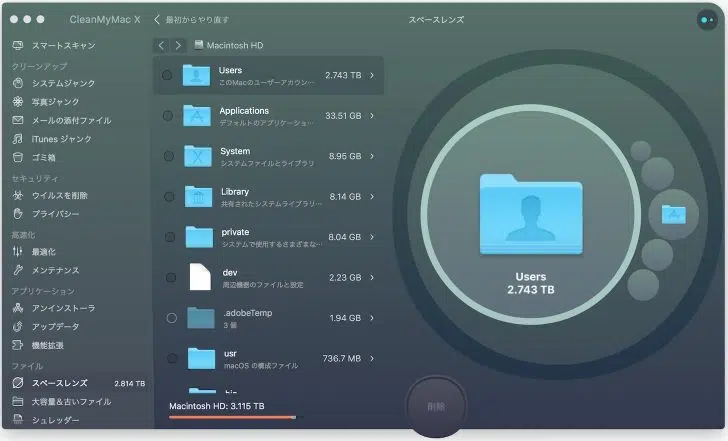 CleanMyMac X
最初からやり直す
スペースレンズ
スマートスキャン
クリーンアップ
システムジャンク
写真ジャンク
メールの添付ファイル
iTunes ジャンク
ゴミ箱
セキュリティ
ウイルスを削除
プライバシー
高速化
最適化
メンテナンス
アプリケーション
アンインストーラ
アップデータ
機能拡張
ファイル
スペースレンズ 2.814 TB
大容量&古いファイル
シュレッダー
Macintosh HD
Users
このMacのユーザーアカウン…
2.743 TB
Applications
デフォルトのアプリケーショ…
33.51 GB
System
システムファイルとライブラリ
8.95 GB
Library
共有されたシステムライブラリ…
8.14 GB
private
システムで使用するさまざまな…
8.04 GB
dev
周辺機器のファイルと設定
2.23 GB
.adobeTemp
3 個
1.94 GB
usr
macOS の構成ファイル
736.7 MB
Macintosh HD: 3.115 TB
Users
2.743 TB
削除